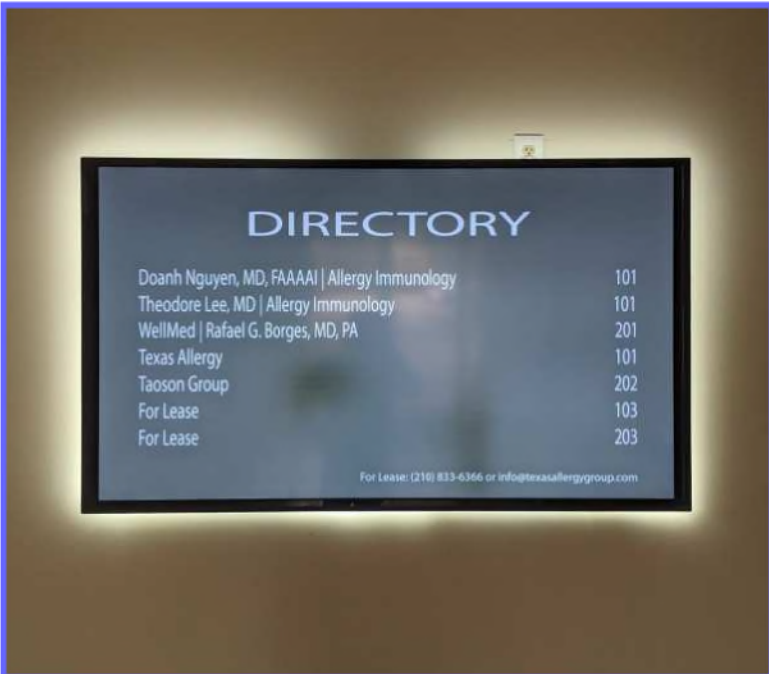 DIRECTORY
Doanh Nguyen, MD, FAAAAI | Allergy Immunology 101
Theodore Lee, MD | Allergy Immunology 101
WellMed | Rafael G. Borges, MD, PA 201
Texas Allergy 101
Taoson Group 202
For Lease 103
For Lease 203
For Lease: (210) 833-6366 or info@texasallergygroup.com